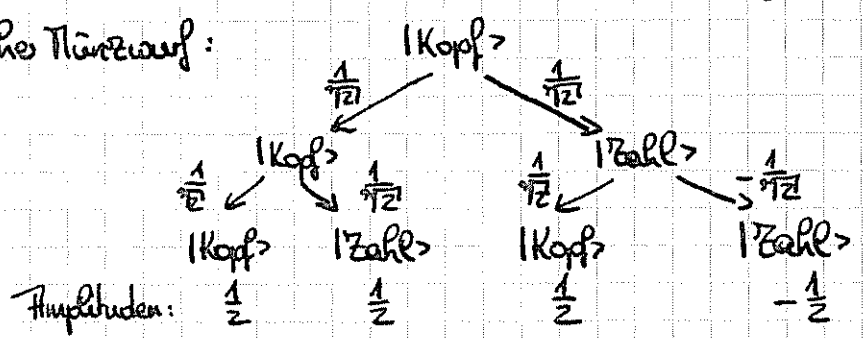 hes Münzwurf: |Kopf>
1/√2 1/√2
|Kopf> |Zahl>
1/√2 1/√2 1/√2 -1/√2
|Kopf> |Zahl> |Kopf> |Zahl>
Amplituden: 1/2 1/2 1/2 -1/2